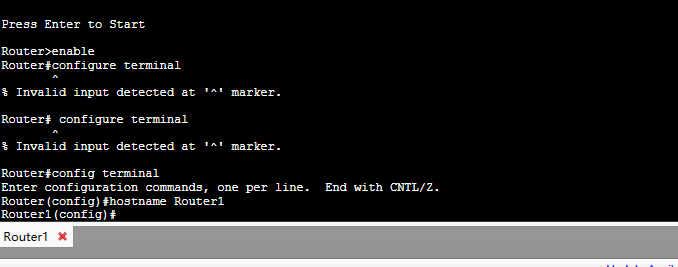 Press Enter to Start
Router>enable
Router#configure terminal
^
% Invalid input detected at '^' marker.
Router# configure terminal
^
% Invalid input detected at '^' marker.
Router#config terminal
Enter configuration commands, one per line.  End with CNTL/Z.
Router(config)#hostname Router1
Router1(config)#
Router1